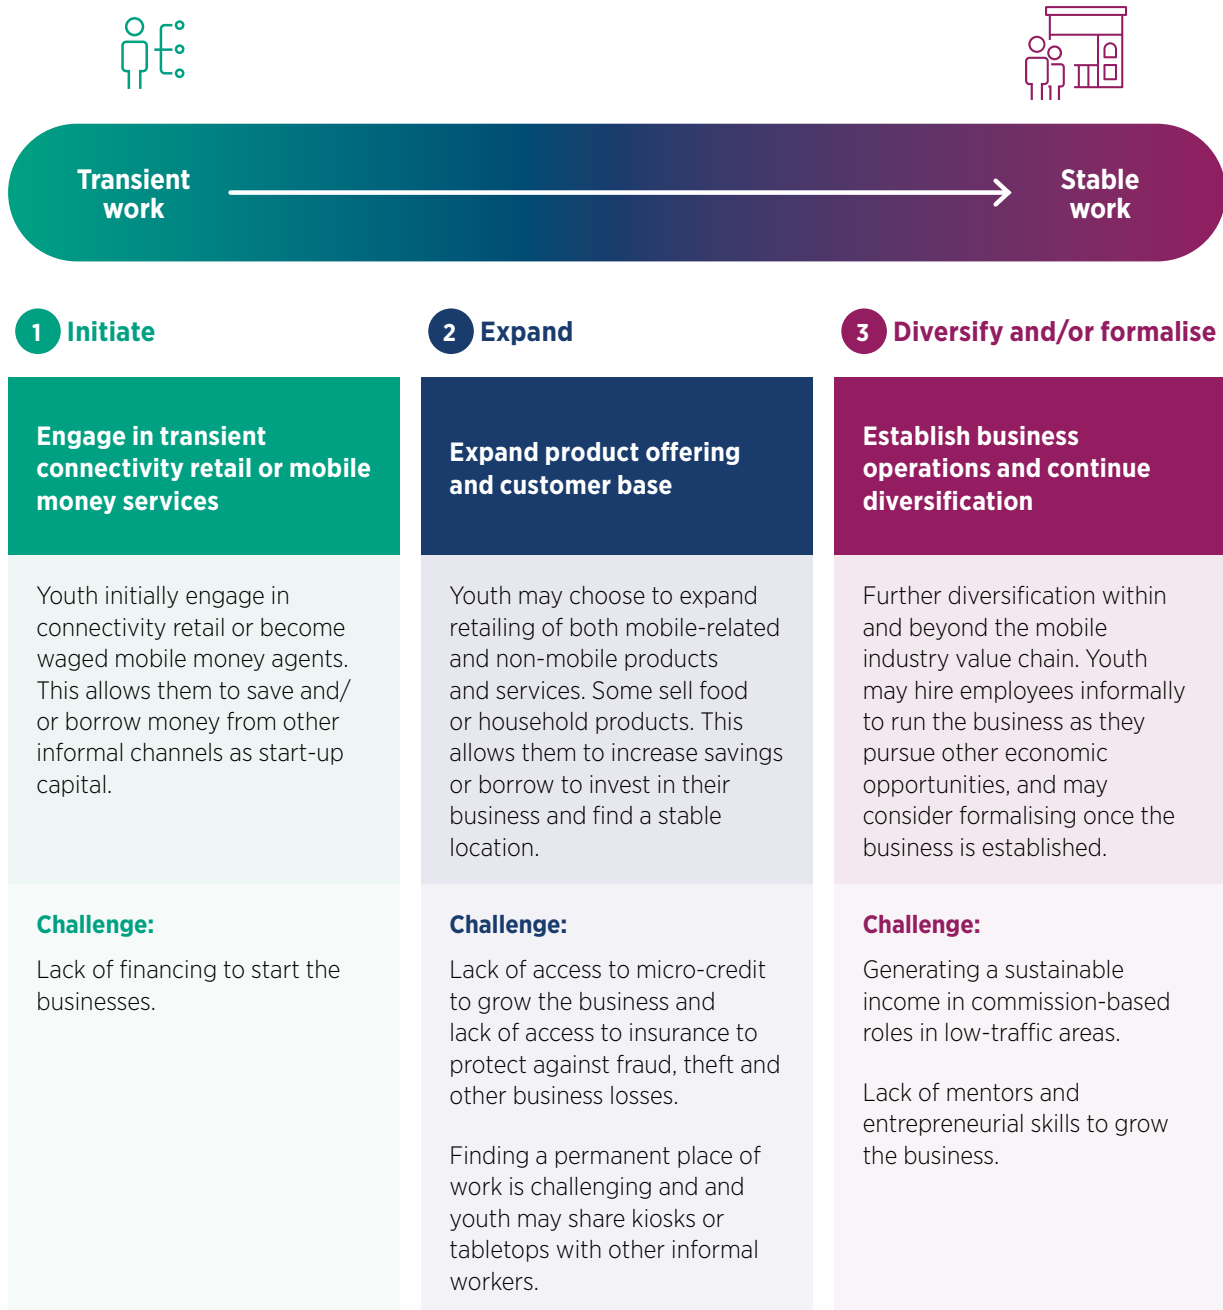 Transient
work
Stable
work
1 Initiate
Engage in transient
connectivity retail or mobile
money services
Youth initially engage in
connectivity retail or become
waged mobile money agents.
This allows them to save and/
or borrow money from other
informal channels as start-up
capital.
Challenge:
Lack of financing to start the
businesses.
2 Expand
Expand product offering
and customer base
Youth may choose to expand
retailing of both mobile-related
and non-mobile products
and services. Some sell food
or household products. This
allows them to increase savings
or borrow to invest in their
business and find a stable
location.
Challenge:
Lack of access to micro-credit
to grow the business and
lack of access to insurance to
protect against fraud, theft and
other business losses.
Finding a permanent place of
work is challenging and and
youth may share kiosks or
tabletops with other informal
workers.
3 Diversify and/or formalise
Establish business
operations and continue
diversification
Further diversification within
and beyond the mobile
industry value chain. Youth
may hire employees informally
to run the business as they
pursue other economic
opportunities, and may
consider formalising once the
business is established.
Challenge:
Generating a sustainable
income in commission-based
roles in low-traffic areas.
Lack of mentors and
entrepreneurial skills to grow
the business.